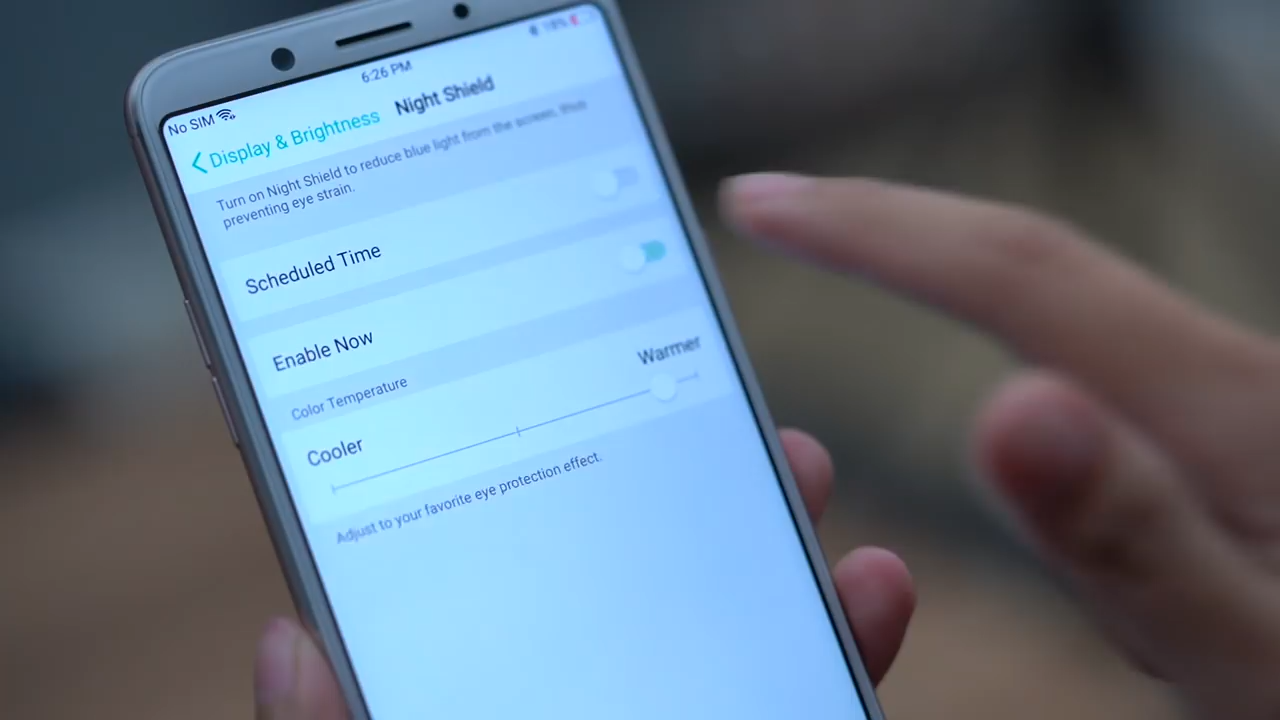 No SIM
6:26 PM
18%
Display & Brightness
Night Shield
Turn on Night Shield to reduce blue light from the screen, thus
preventing eye strain.
Scheduled Time
Enable Now
Color Temperature
Cooler
Warmer
Adjust to your favorite eye protection effect.